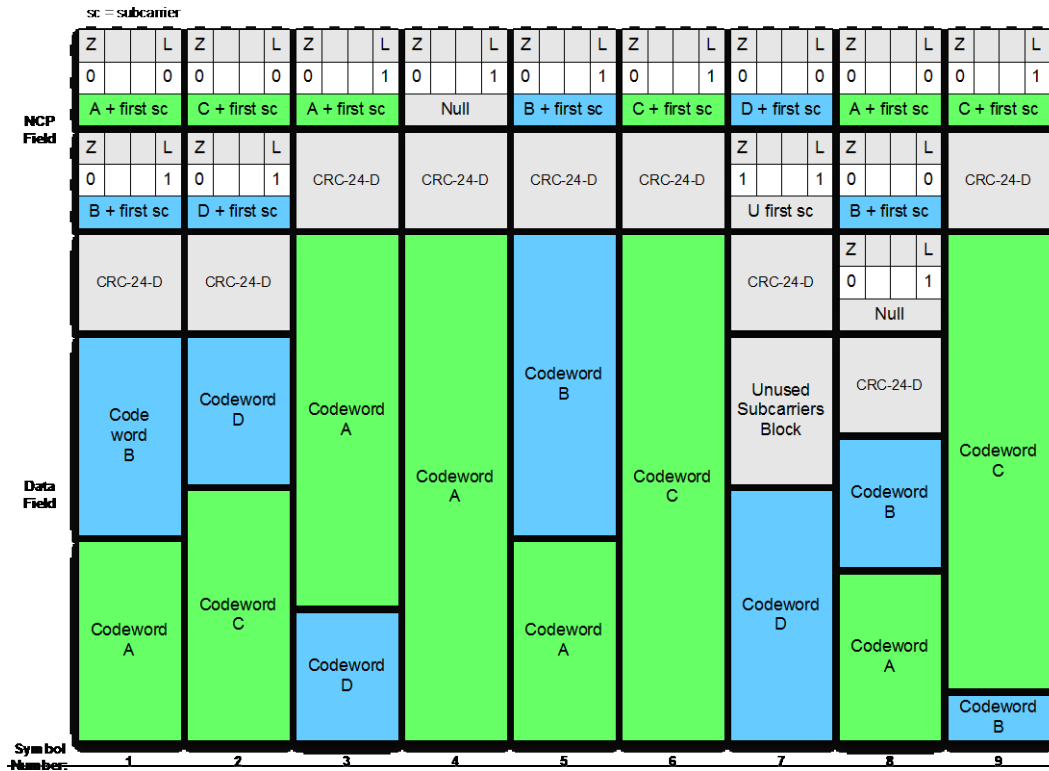 sc = subcarrier
Z L Z L Z L Z L Z L Z L Z L Z L Z L
0 0 0 0 0 1 0 1 0 1 0 1 0 0 0 0 0 1
A + first sc C + first sc A + first sc Null B + first sc C + first sc D + first sc A + first sc C + first sc
NCP
Field
Z L Z L CRC-24-D CRC-24-D CRC-24-D CRC-24-D Z L Z L CRC-24-D
0 1 0 1 1 1 0 0
B + first sc D + first sc U first sc B + first sc
CRC-24-D CRC-24-D CRC-24-D Z L
0 1
Null
Data
Field
Code
word
B
Codeword
D
Codeword
A
Codeword
A
Codeword
B
Codeword
C
Unused
Subcarriers
Block
CRC-24-D
Codeword
B
Codeword
C
Codeword
A
Codeword
C
Codeword
D
Codeword
A
Codeword
D
Codeword
A
Codeword
B
Symbol
Number:
1 2 3 4 5 6 7 8 9